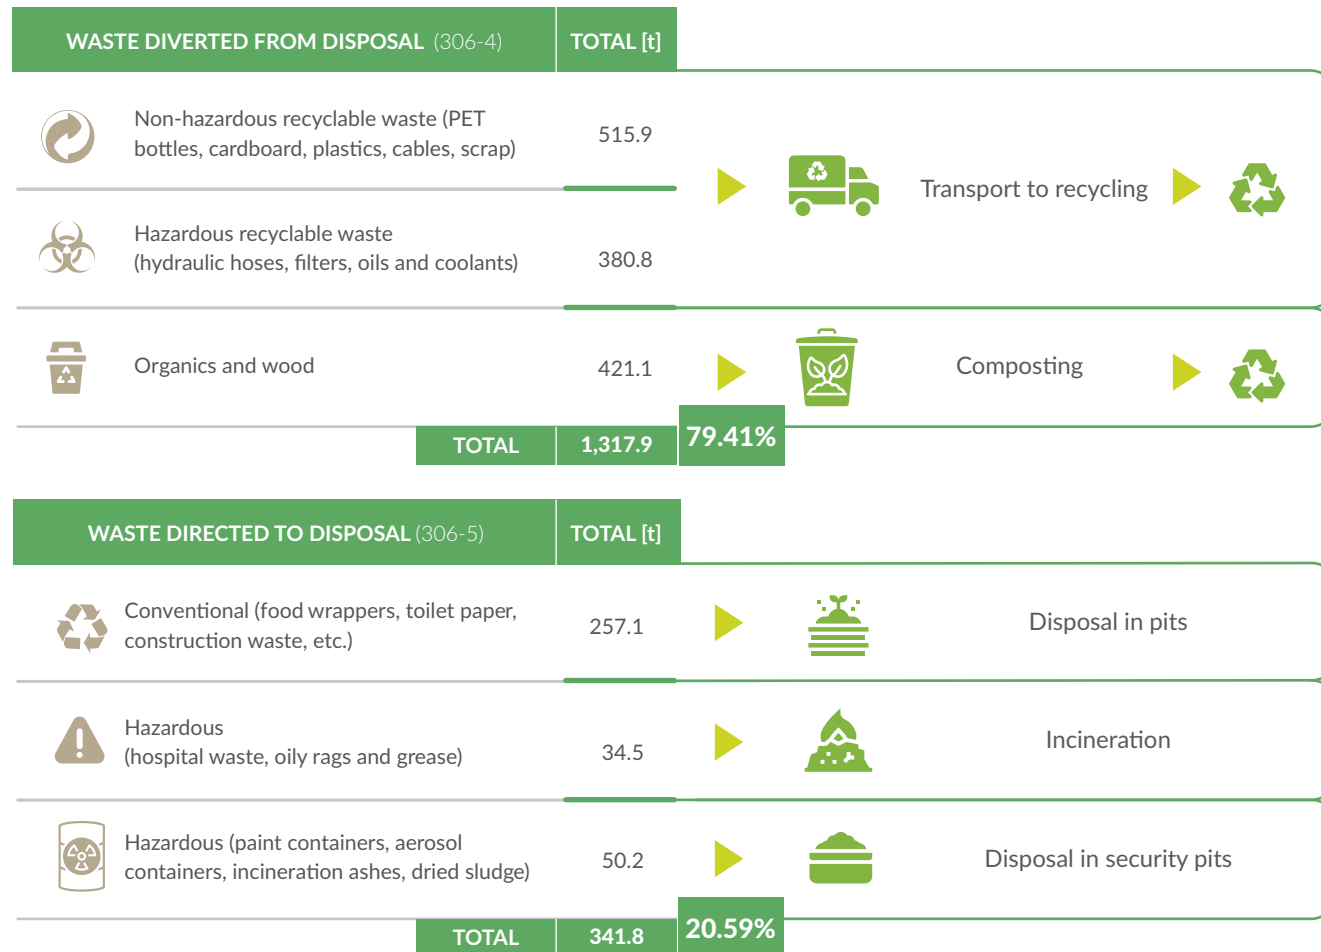 WASTE DIVERTED FROM DISPOSAL (306-4) TOTAL [t]
Non-hazardous recyclable waste (PET
bottles, cardboard, plastics, cables, scrap)
515.9
Hazardous recyclable waste
(hydraulic hoses, filters, oils and coolants)
380.8
Transport to recycling
Organics and wood
421.1
Composting
TOTAL 1,317.9 79.41%
WASTE DIRECTED TO DISPOSAL (306-5) TOTAL [t]
Conventional (food wrappers, toilet paper,
construction waste, etc.)
257.1
Disposal in pits
Hazardous
(hospital waste, oily rags and grease)
34.5
Incineration
Hazardous (paint containers, aerosol
containers, incineration ashes, dried sludge)
50.2
Disposal in security pits
TOTAL 341.8 20.59%